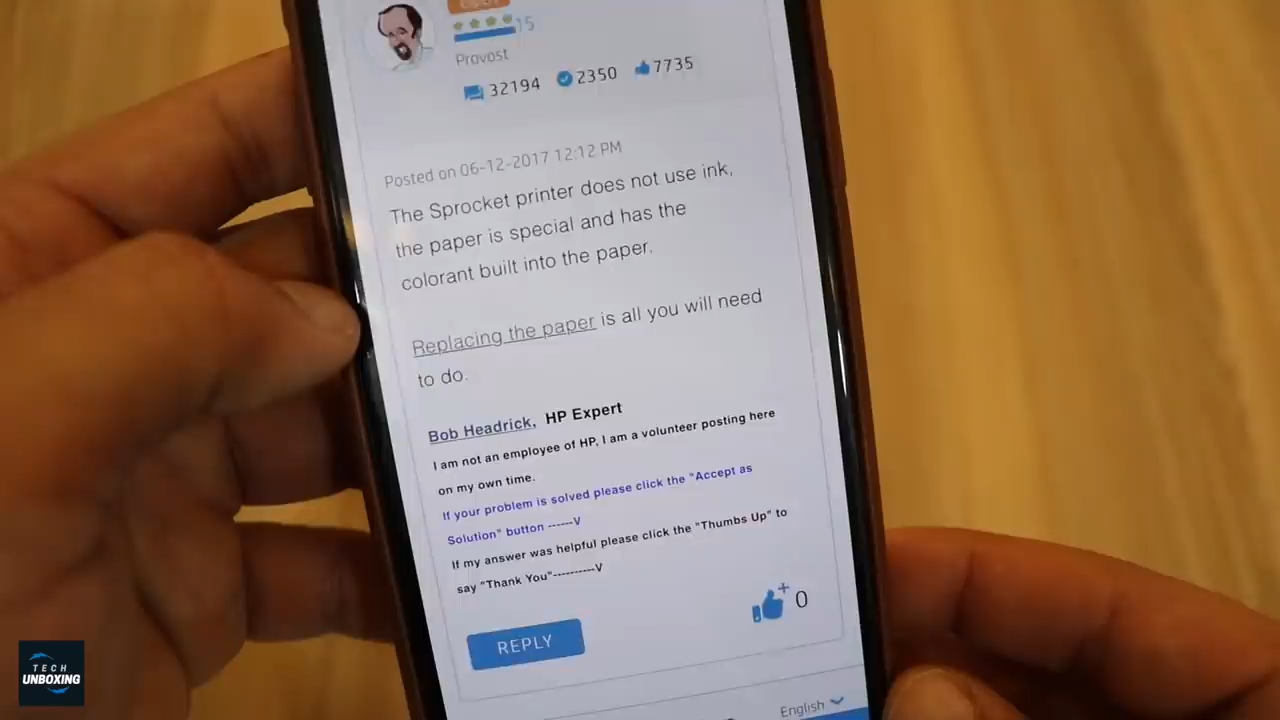 15
Provost
32194 2350 7735
Posted on 06-12-2017 12:12 PM
The Sprocket printer does not use ink,
the paper is special and has the
colorant built into the paper.
Replacing the paper is all you will need
to do.
Bob Headrick, HP Expert
I am not an employee of HP, I am a volunteer posting here
on my own time.
If your problem is solved please click the "Accept as
Solution" button ------V
If my answer was helpful please click the "Thumbs Up" to
say "Thank You"----------V
0
REPLY
English
TECH
UNBOXING